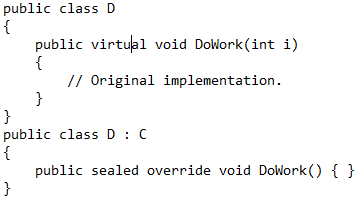 public class D
{
    public virtual void DoWork(int i)
    {
        // Original implementation.
    }
}
public class D : C
{
    public sealed override void DoWork() { }
}